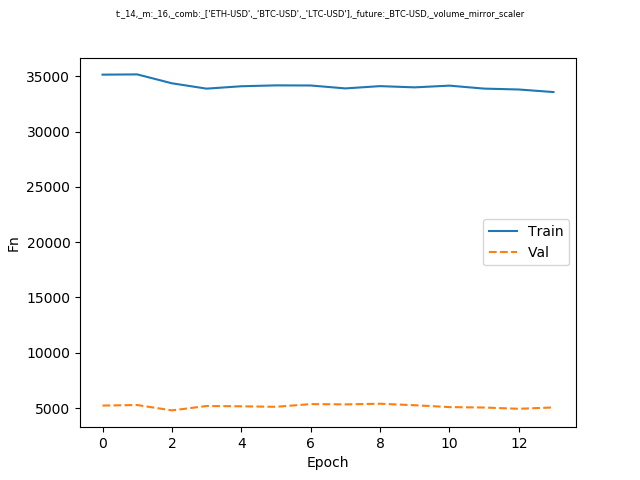 t:_14,_m:_16,_comb:_['ETH-USD',_'BTC-USD',_'LTC-USD'],_future:_BTC-USD,_volume_mirror_scaler
35000
30000
25000
20000
15000
10000
5000
Fn
Train
Val
0 2 4 6 8 10 12
Epoch